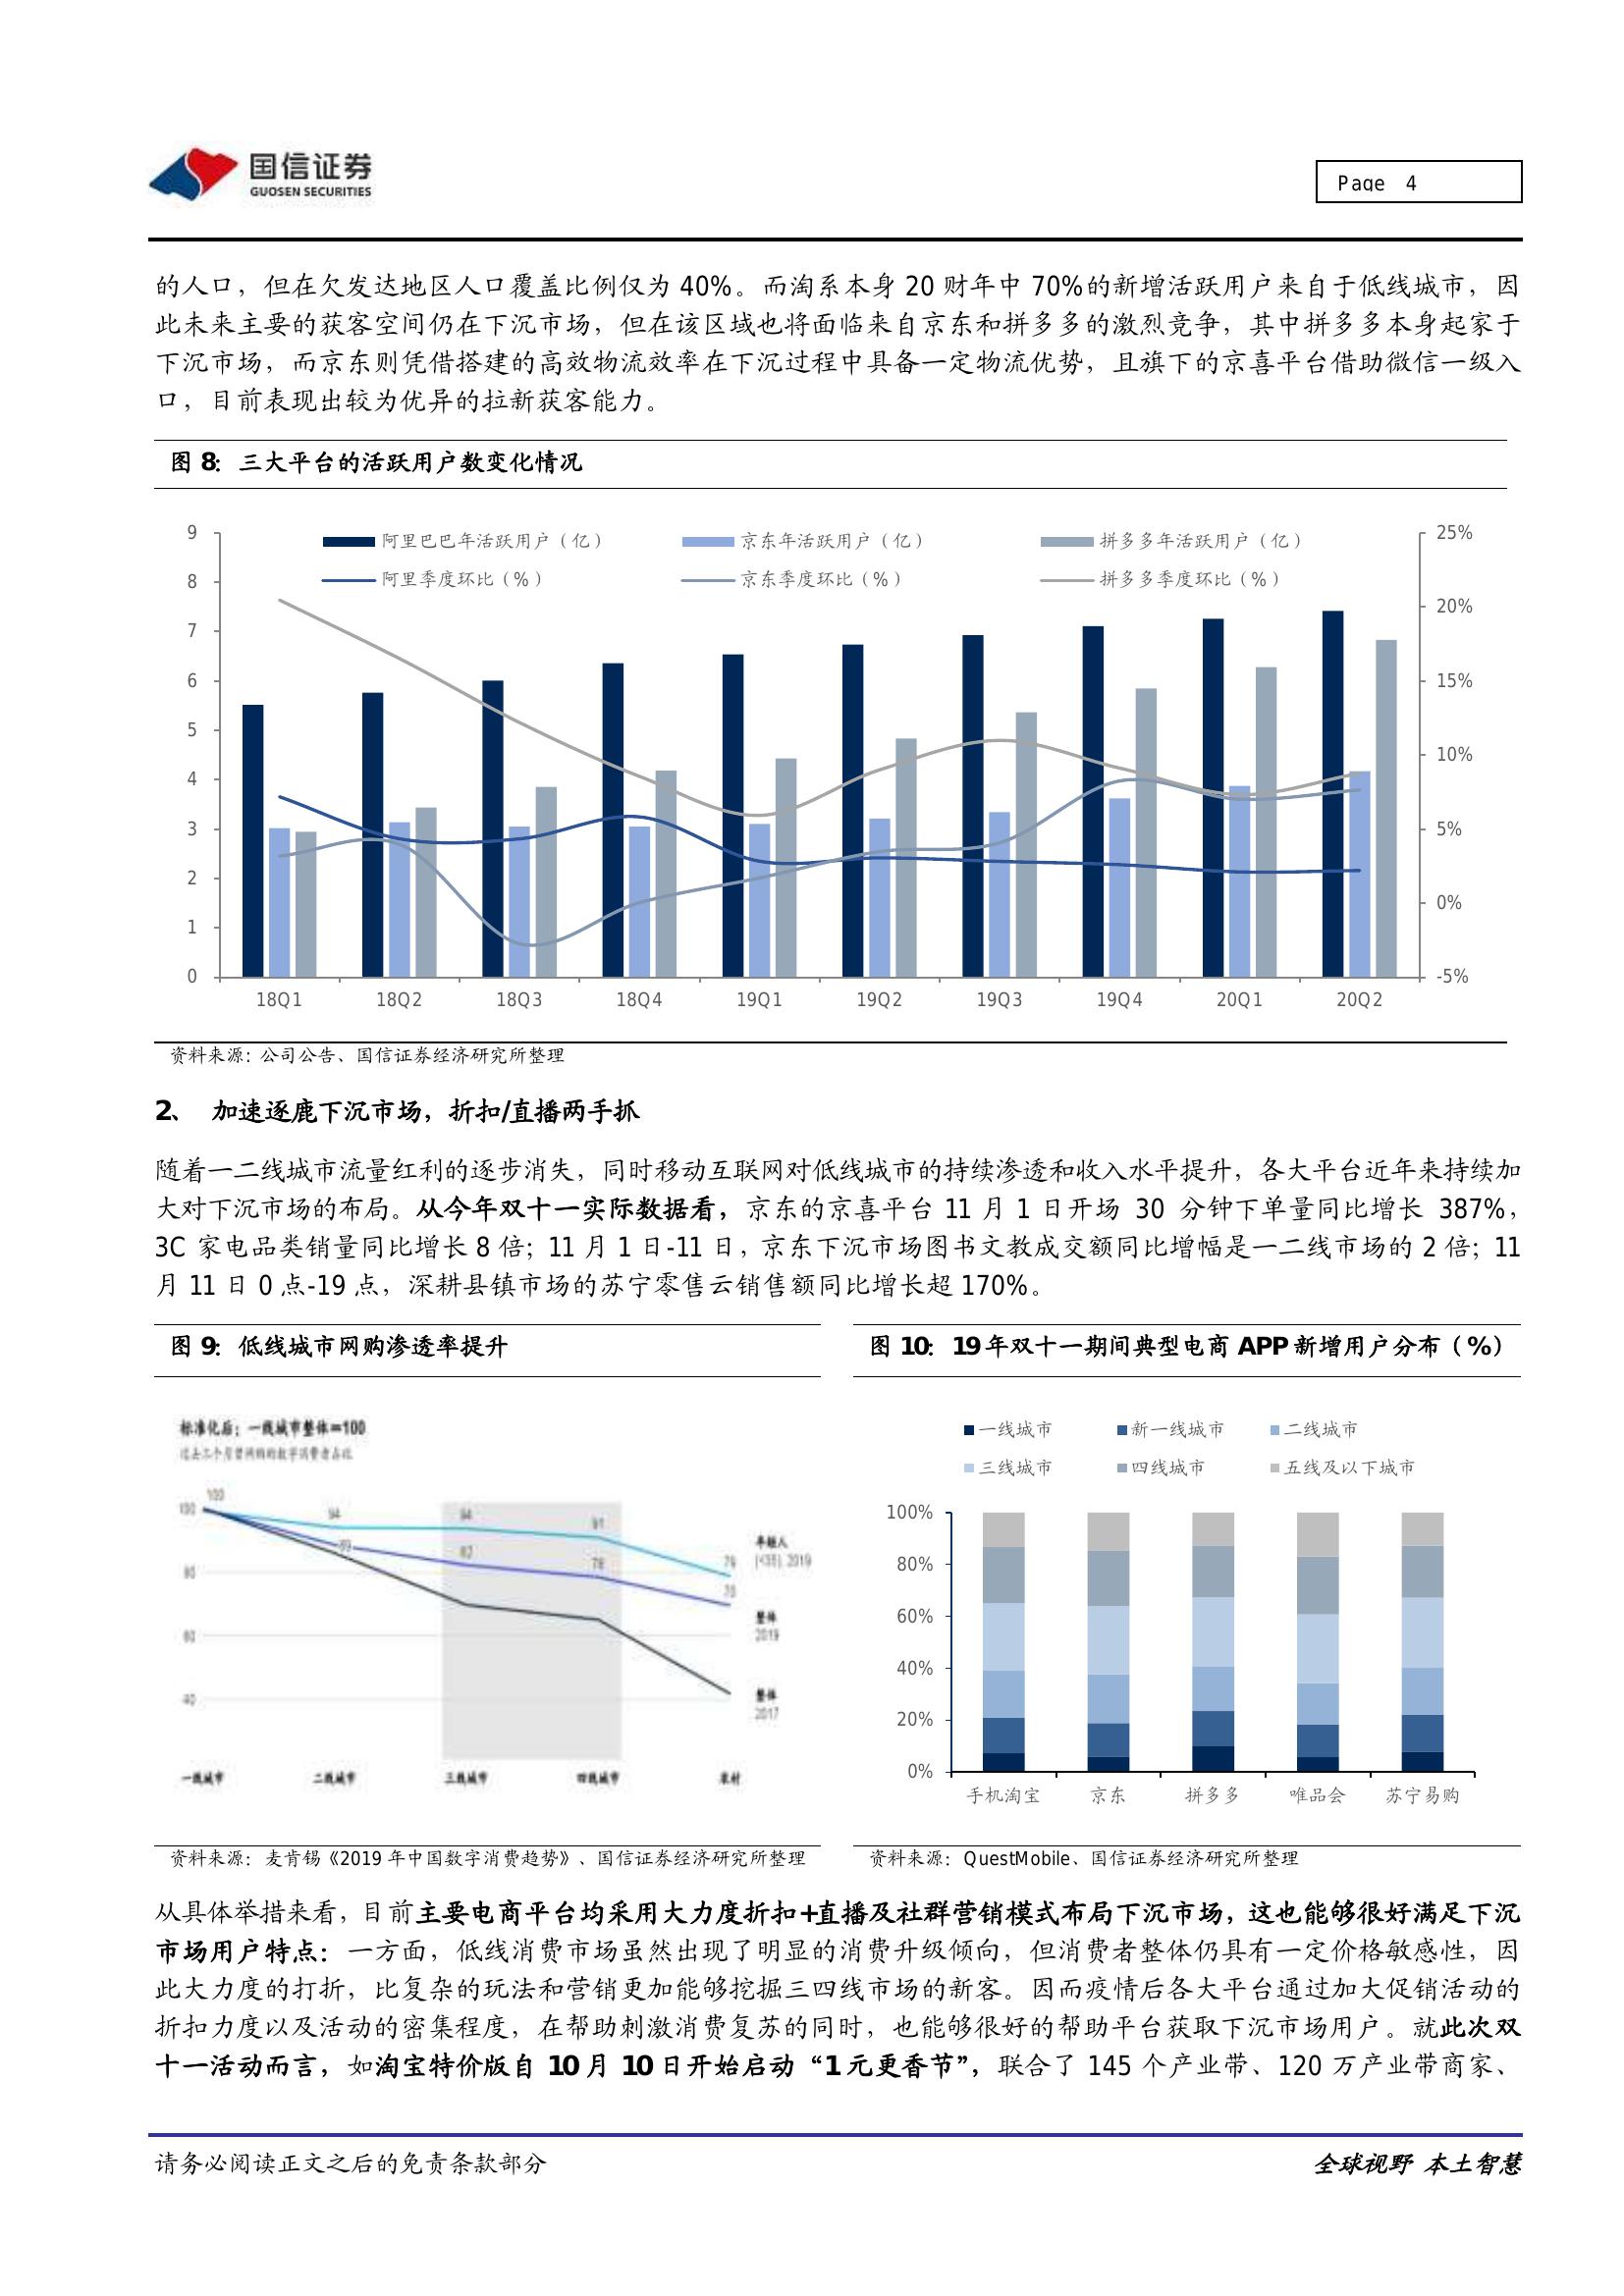 国信证券
GUOSEN SECURITIES
Page 4
的人口，但在欠发达地区人口覆盖比例仅为 40%。而淘系本身 20 财年中 70%的新增活跃用户来自于低线城市，因
此未来主要的获客空间仍在下沉市场，但在该区域也将面临来自京东和拼多多的激烈竞争，其中拼多多本身起家于
下沉市场，而京东则凭借搭建的高效物流效率在下沉过程中具备一定物流优势，且旗下的京喜平台借助微信一级入
口，目前表现出较为优异的拉新获客能力。
图 8：三大平台的活跃用户数变化情况
阿里巴巴年活跃用户（亿） 京东年活跃用户（亿） 拼多多年活跃用户（亿）
阿里季度环比（%） 京东季度环比（%） 拼多多季度环比（%）
9 25%
8
7 20%
6 15%
5
4 10%
3 5%
2
1 0%
0 -5%
18Q1 18Q2 18Q3 18Q4 19Q1 19Q2 19Q3 19Q4 20Q1 20Q2
资料来源：公司公告、国信证券经济研究所整理
2、 加速逐鹿下沉市场，折扣/直播两手抓
随着一二线城市流量红利的逐步消失，同时移动互联网对低线城市的持续渗透和收入水平提升，各大平台近年来持续加
大对下沉市场的布局。从今年双十一实际数据看，京东的京喜平台 11 月 1 日开场 30 分钟下单量同比增长 387%，
3C 家电品类销量同比增长 8 倍；11 月 1 日-11 日，京东下沉市场图书文教成交额同比增幅是一二线市场的 2 倍；11
月 11 日 0 点-19 点，深耕县镇市场的苏宁零售云销售额同比增长超 170%。
图 9：低线城市网购渗透率提升
标准化后：一线城市整体=100
100
100 94 94 91 79
89 83 78 73
80
60
40
年轻人
(<35), 2019
整体
2019
整体
2017
一线城市 二线城市 三线城市 四线城市 农村
资料来源：麦肯锡《2019 年中国数字消费趋势》、国信证券经济研究所整理
图 10：19 年双十一期间典型电商 APP 新增用户分布（%）
一线城市 新一线城市 二线城市
三线城市 四线城市 五线及以下城市
100%
80%
60%
40%
20%
0%
手机淘宝 京东 拼多多 唯品会 苏宁易购
资料来源：QuestMobile、国信证券经济研究所整理
从具体举措来看，目前主要电商平台均采用大力度折扣+直播及社群营销模式布局下沉市场，这也能够很好满足下沉
市场用户特点：一方面，低线消费市场虽然出现了明显的消费升级倾向，但消费者整体仍具有一定价格敏感性，因
此大力度的打折，比复杂的玩法和营销更加能够挖掘三四线市场的新客。因而疫情后各大平台通过加大促销活动的
折扣力度以及活动的密集程度，在帮助刺激消费复苏的同时，也能够很好的帮助平台获取下沉市场用户。就此次双
十一活动而言，如淘宝特价版自 10 月 10 日开始启动“1 元更香节”，联合了 145 个产业带、120 万产业带商家、
请务必阅读正文之后的免责条款部分
全球视野 本土智慧